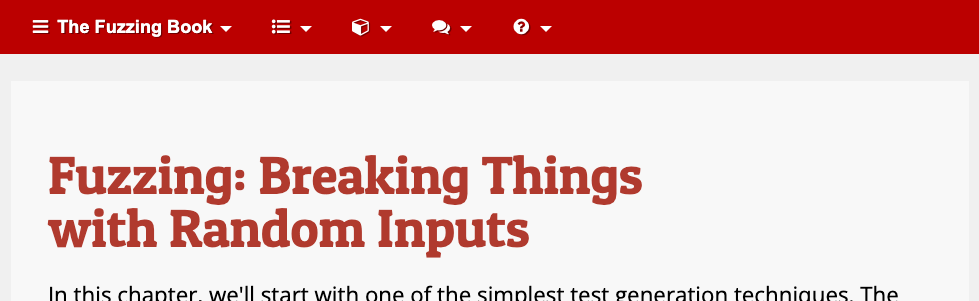 The Fuzzing Book
Fuzzing: Breaking Things
with Random Inputs
In this chapter, we'll start with one of the simplest test generation techniques. The